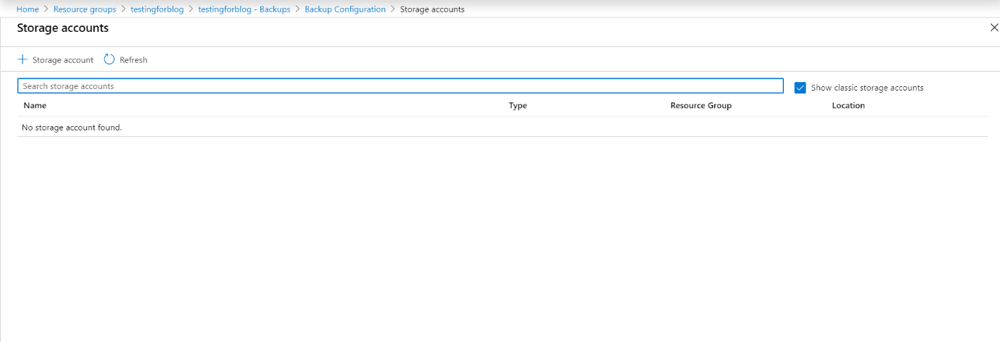 Home > Resource groups > testingforblog > testingforblog - Backups > Backup Configuration > Storage accounts
Storage accounts
Storage account Refresh
Search storage accounts Show classic storage accounts
Name Type Resource Group Location
No storage account found.